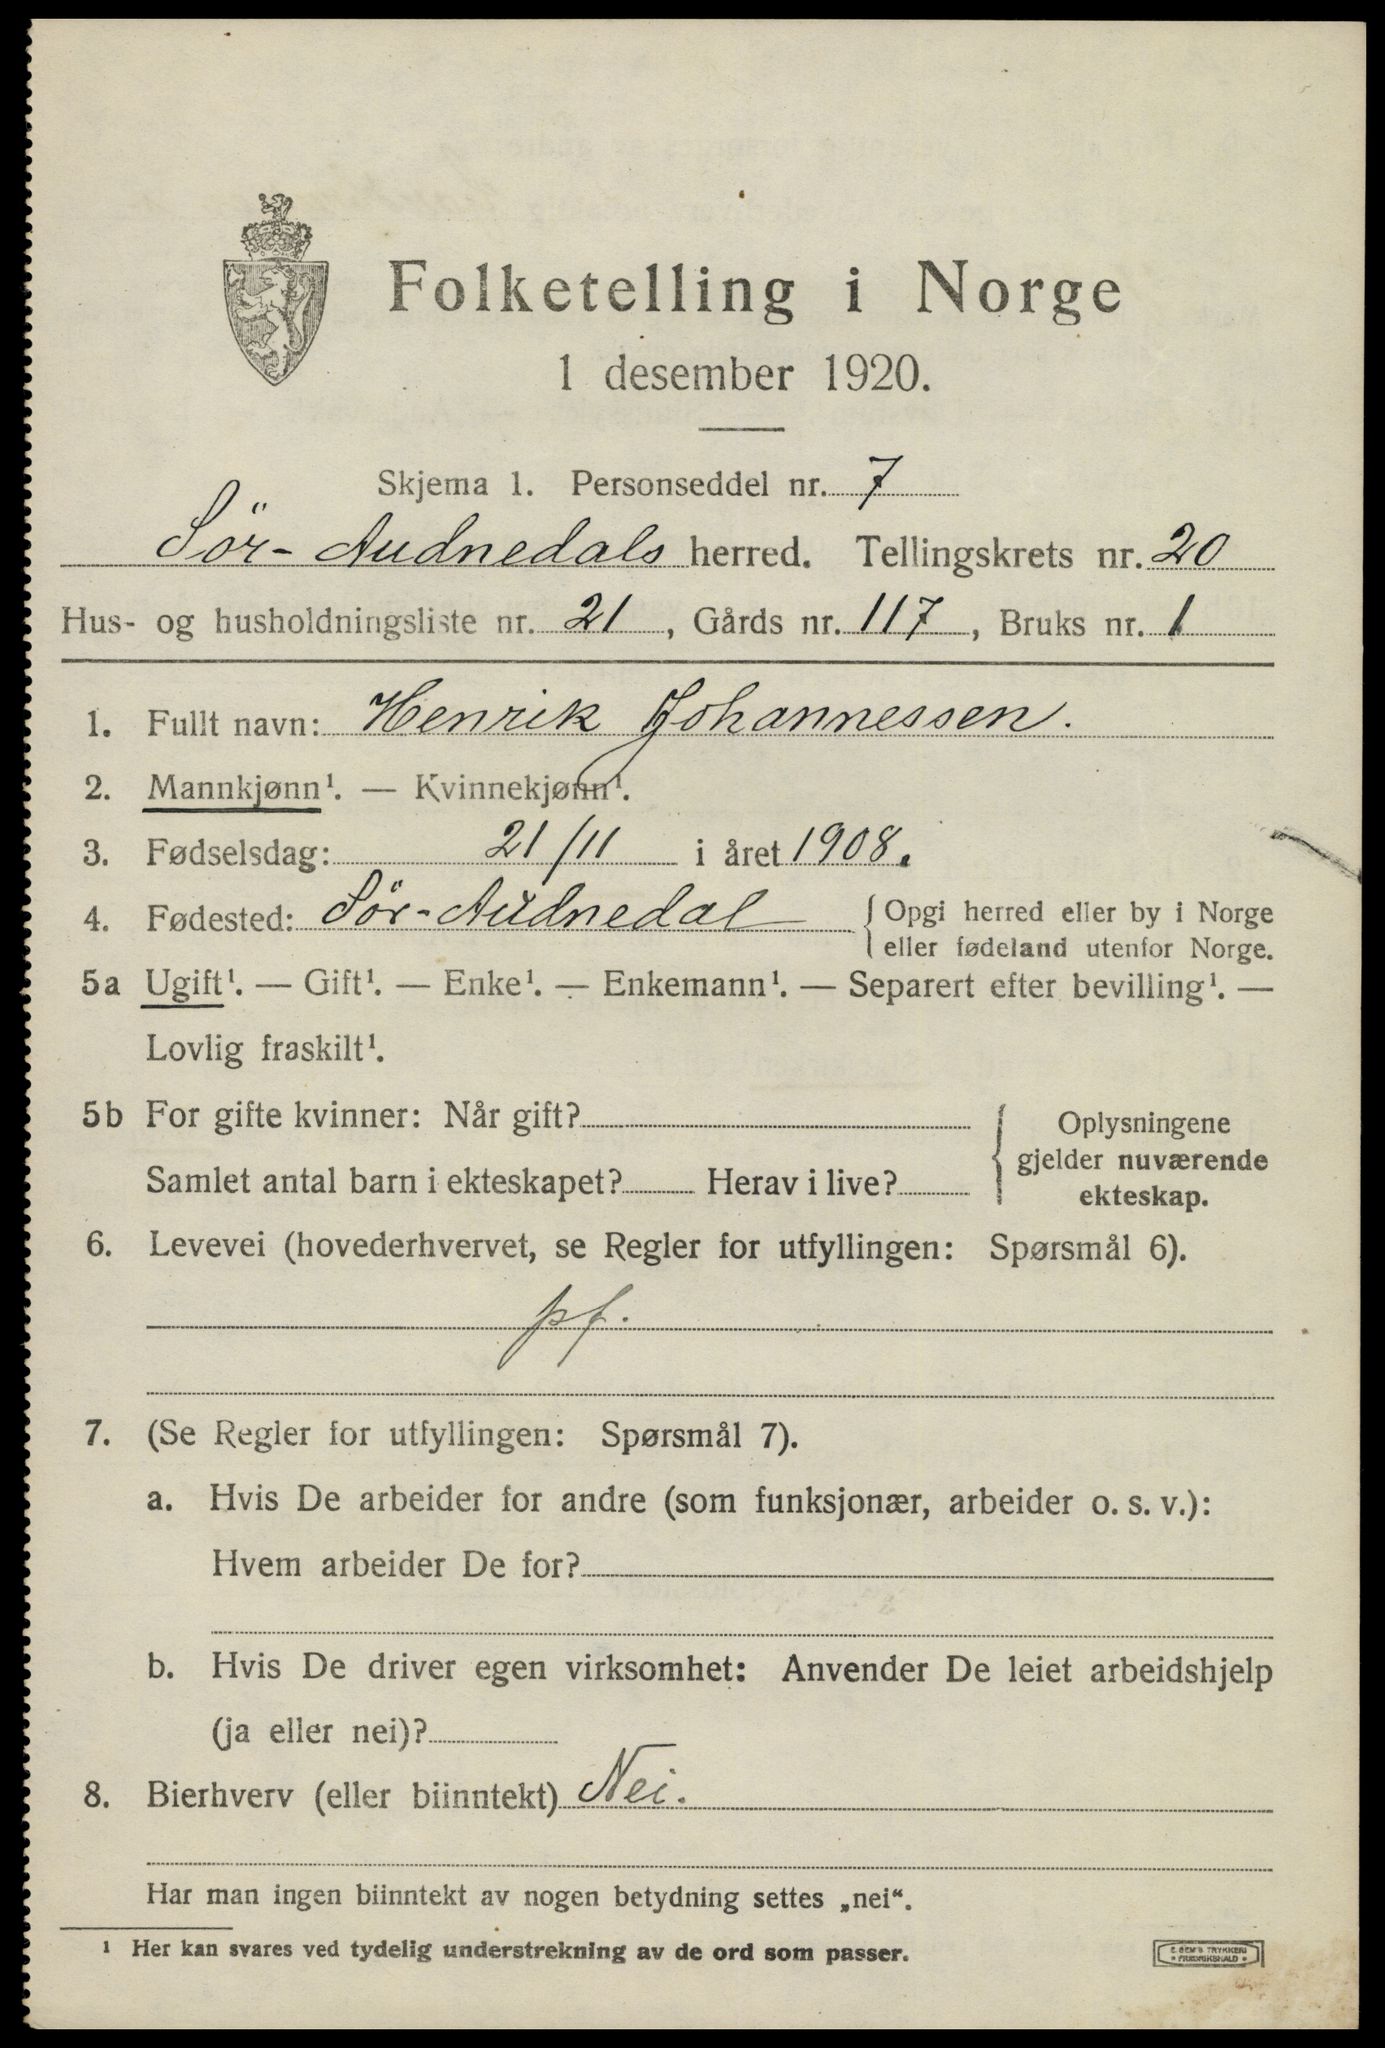 Folketelling i Norge
1 desember 1920.
Skjema 1. Personseddel nr. 7
Sör-Audnedals herred. Tellingskrets nr. 20
Hus- og husholdningsliste nr. 21, Gårds nr. 117, Bruks nr. 1
1. Fullt navn: Henrik Johannessen.
2. Mannkjønn¹. — Kvinnekjønn¹.
3. Fødselsdag: 21/11 i året 1908.
4. Fødested: Sör-Audnedal { Opgi herred eller by i Norge
eller fødeland utenfor Norge.
5a Ugift¹. — Gift¹. — Enke¹. — Enkemann¹. — Separert efter bevilling¹. —
Lovlig fraskilt¹.
5b For gifte kvinner: Når gift?
Samlet antal barn i ekteskapet? Herav i live?
Oplysningene
gjelder nuværende
ekteskap.
6. Levevei (hovederhvervet, se Regler for utfyllingen: Spørsmål 6).
pf.
7. (Se Regler for utfyllingen: Spørsmål 7).
a. Hvis De arbeider for andre (som funksjonær, arbeider o. s. v.):
Hvem arbeider De for?
b. Hvis De driver egen virksomhet: Anvender De leiet arbeidshjelp
(ja eller nei)?
8. Bierhverv (eller biinntekt) Nei.
Har man ingen biinntekt av nogen betydning settes „nei“.
¹ Her kan svares ved tydelig understrekning av de ord som passer.
E. SEM'S TRYKKERI
• FREDRIKSHALD •